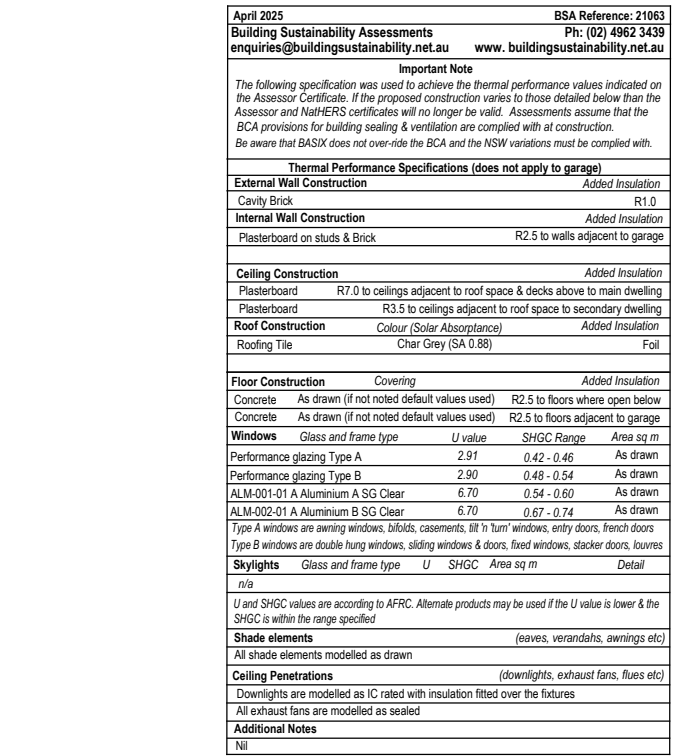 April 2025 BSA Reference: 21063
Building Sustainability Assessments Ph: (02) 4962 3439
enquiries@buildingsustainability.net.au www. buildingsustainability.net.au
Important Note
The following specification was used to achieve the thermal performance values indicated on
the Assessor Certificate. If the proposed construction varies to those detailed below than the
Assessor and NatHERS certificates will no longer be valid. Assessments assume that the
BCA provisions for building sealing & ventilation are complied with at construction.
Be aware that BASIX does not over-ride the BCA and the NSW variations must be complied with.
Thermal Performance Specifications (does not apply to garage)
External Wall Construction Added Insulation
Cavity Brick R1.0
Internal Wall Construction Added Insulation
Plasterboard on studs & Brick R2.5 to walls adjacent to garage
Ceiling Construction Added Insulation
Plasterboard R7.0 to ceilings adjacent to roof space & decks above to main dwelling
Plasterboard R3.5 to ceilings adjacent to roof space to secondary dwelling
Roof Construction Colour (Solar Absorptance) Added Insulation
Roofing Tile Char Grey (SA 0.88) Foil
Floor Construction Covering Added Insulation
Concrete As drawn (if not noted default values used) R2.5 to floors where open below
Concrete As drawn (if not noted default values used) R2.5 to floors adjacent to garage
Windows Glass and frame type U value SHGC Range Area sq m
Performance glazing Type A 2.91 0.42 - 0.46 As drawn
Performance glazing Type B 2.90 0.48 - 0.54 As drawn
ALM-001-01 A Aluminium A SG Clear 6.70 0.54 - 0.60 As drawn
ALM-002-01 A Aluminium B SG Clear 6.70 0.67 - 0.74 As drawn
Type A windows are awning windows, bifolds, casements, tilt 'n 'turn' windows, entry doors, french doors
Type B windows are double hung windows, sliding windows & doors, fixed windows, stacker doors, louvres
Skylights Glass and frame type U SHGC Area sq m Detail
n/a
U and SHGC values are according to AFRC. Alternate products may be used if the U value is lower & the
SHGC is within the range specified
Shade elements (eaves, verandahs, awnings etc)
All shade elements modelled as drawn
Ceiling Penetrations (downlights, exhaust fans, flues etc)
Downlights are modelled as IC rated with insulation fitted over the fixtures
All exhaust fans are modelled as sealed
Additional Notes
Nil